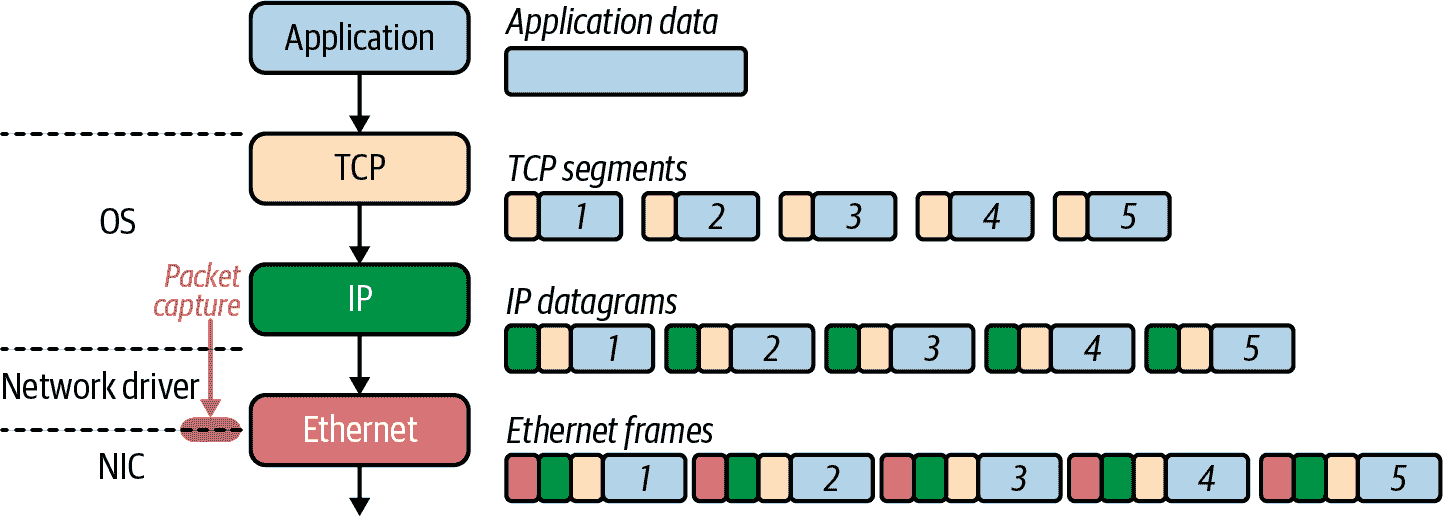 Application
Application data
TCP
TCP segments
1 2 3 4 5
OS
Packet
capture
IP
IP datagrams
1 2 3 4 5
Network driver
Ethernet
Ethernet frames
1 2 3 4 5
NIC